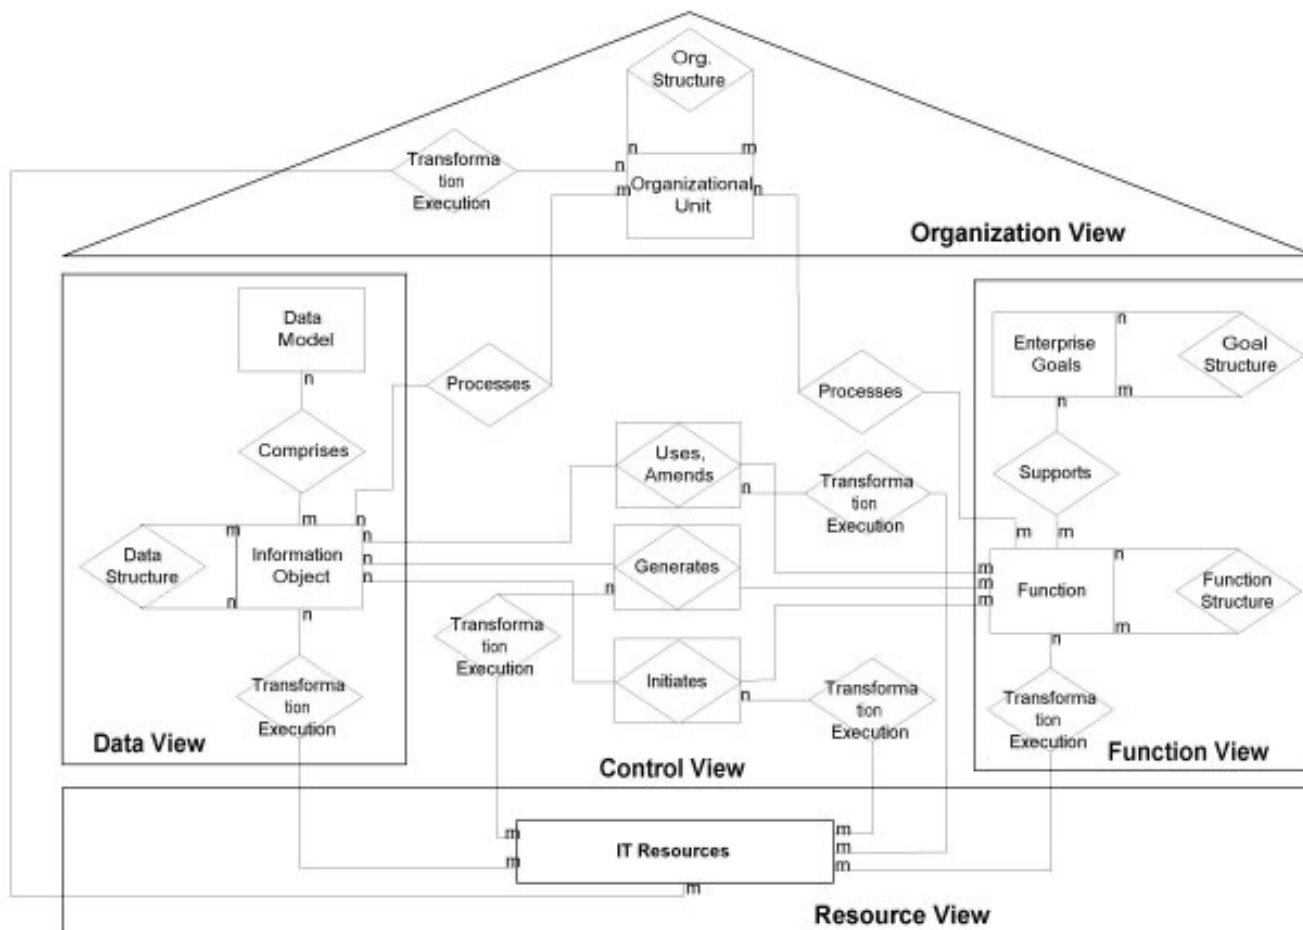 Org.
Structure
n
m
Transforma
tion
Execution
n
m
Organizational
Unit
n
Organization View
Data
Model
n
Processes
Comprises
m
n
Data
Structure
m
n
Information
Object
n
n
n
n
Transforma
tion
Execution
Data View
Processes
Uses,
Amends
n
Transforma
tion
Execution
Generates
n
Transforma
tion
Execution
Initiates
n
Transforma
tion
Execution
Control View
Enterprise
Goals
n
m
Goal
Structure
n
Supports
m
m
m
m
m
Function
n
m
Function
Structure
n
Transforma
tion
Execution
Function View
m
m
IT Resources
m
m
m
m
Resource View